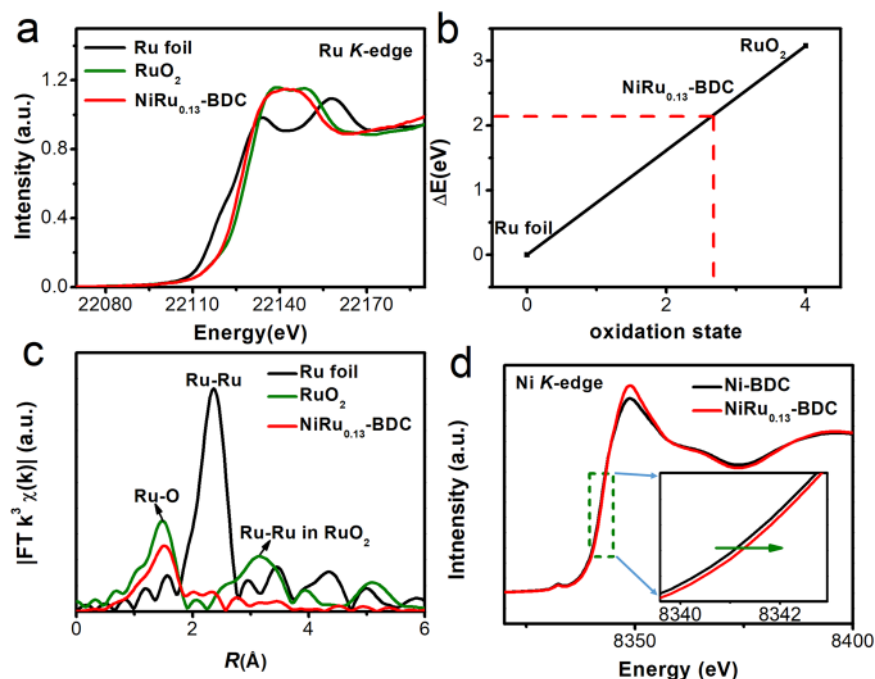 a
Ru foil
RuO2
NiRu0.13-BDC
Ru K-edge
Intensity (a.u.)
1.2
0.8
0.4
0.0
22080 22110 22140 22170
Energy(eV)
b
RuO2
NiRu0.13-BDC
Ru foil
ΔE(eV)
3
2
1
0
0 2 4
oxidation state
c
Ru foil
RuO2
NiRu0.13-BDC
Ru-Ru
Ru-O
Ru-Ru in RuO2
|FT k3 χ(k)| (a.u.)
0 2 4 6
R(Å)
d
Ni K-edge
Ni-BDC
NiRu0.13-BDC
Intnensity (a.u.)
8340 8342
8350 8400
Energy (eV)